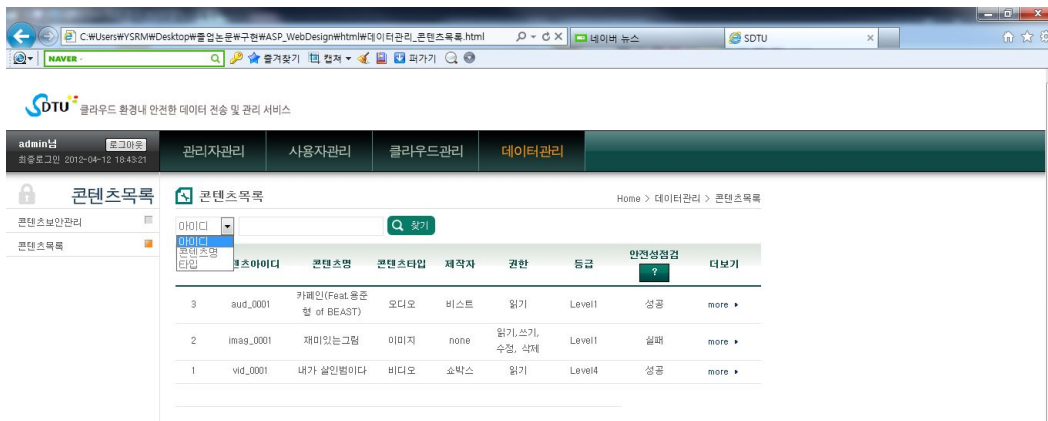 C:₩Users₩YSRM₩Desktop₩졸업논문₩구현₩ASP_WebDesign₩html₩데이터관리_콘텐츠목록.html
네이버 뉴스
SDTU
NAVER
즐겨찾기 캡쳐 퍼가기
SDTU 클라우드 환경내 안전한 데이터 전송 및 관리 서비스
admin님 로그아웃
최종로그인 2012-04-12 18:43:21
관리자관리 사용자관리 클라우드관리 데이터관리
콘텐츠목록
콘텐츠보안관리
콘텐츠목록
콘텐츠목록
Home > 데이터관리 > 콘텐츠목록
아이디 찾기
아이디
콘텐츠명
타입
텐츠아이디 콘텐츠명 콘텐츠타입 제작자 권한 등급 안전성점검 ? 더보기
3 aud_0001 카페인(Feat.용준형 of BEAST) 오디오 비스트 읽기 Level1 성공 more
2 imag_0001 재미있는그림 이미지 none 읽기,쓰기, 수정, 삭제 Level1 실패 more
1 vid_0001 내가 살인범이다 비디오 쇼박스 읽기 Level4 성공 more